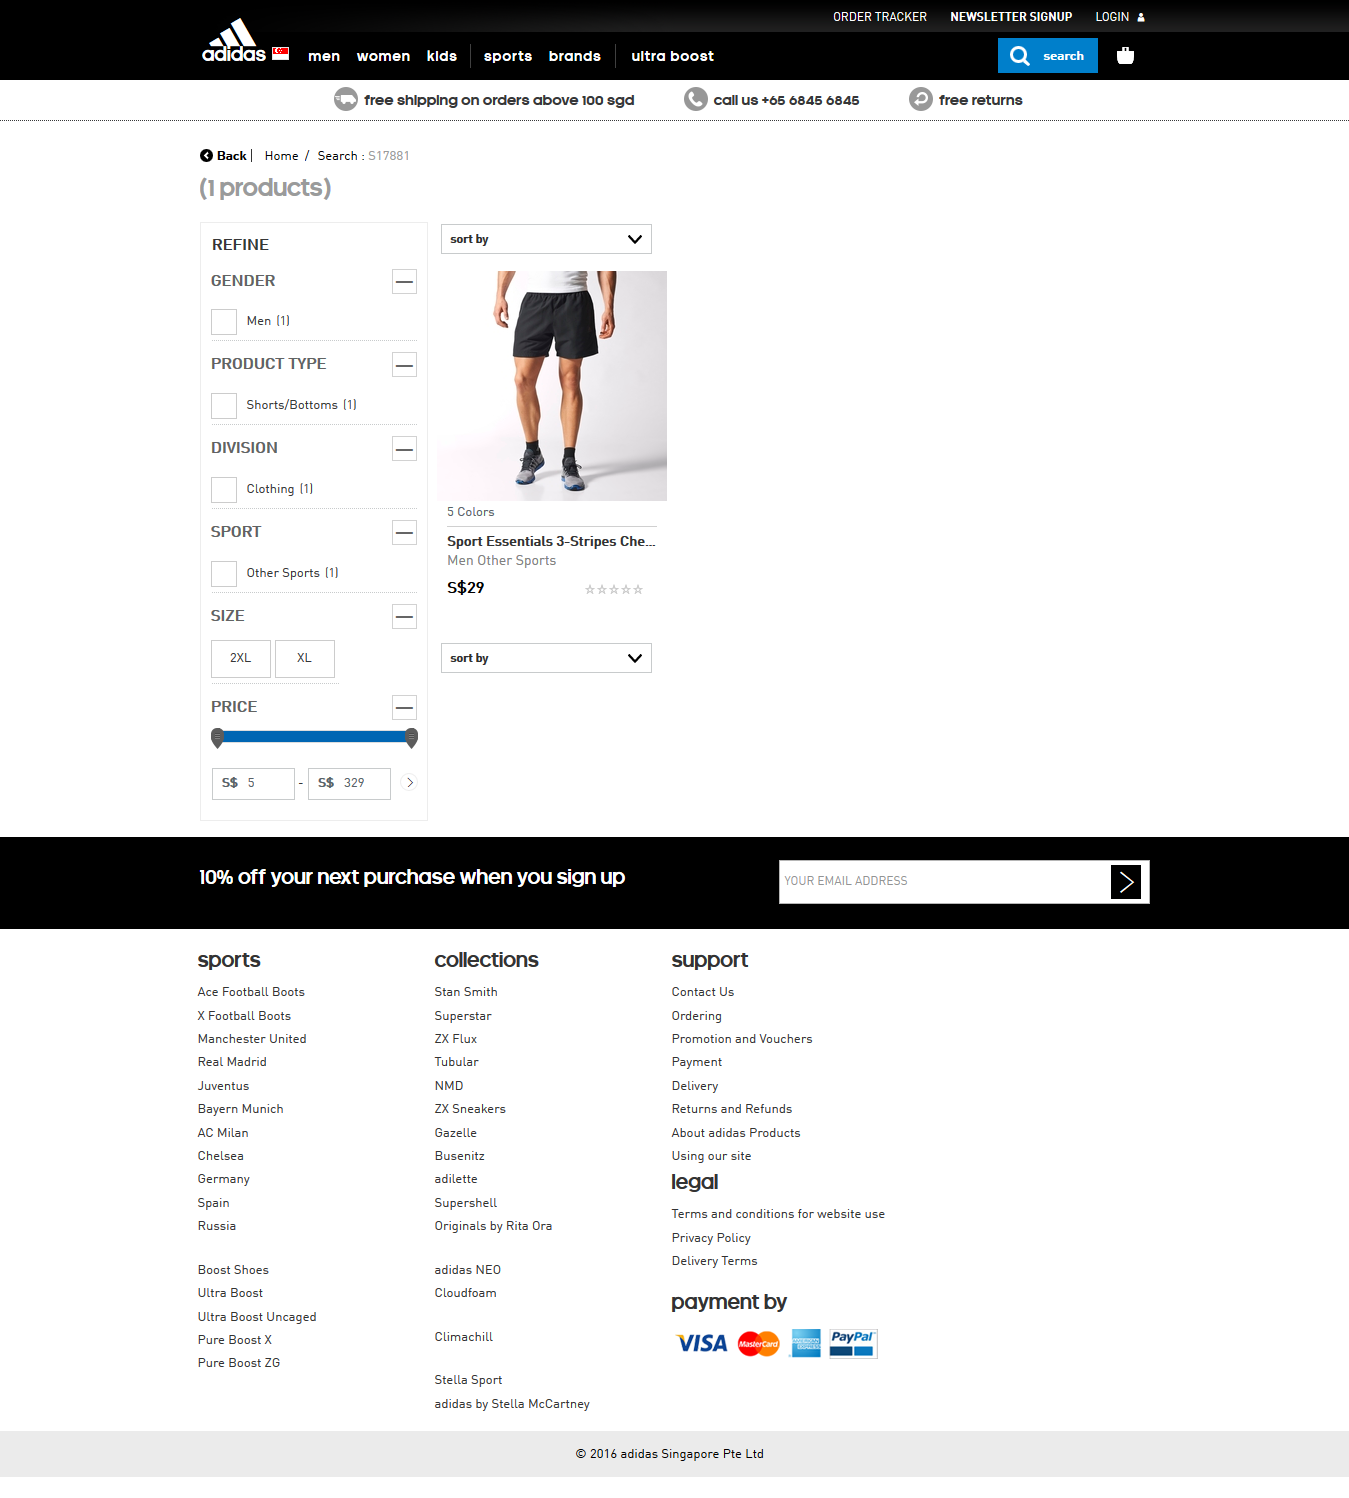 ORDER TRACKER NEWSLETTER SIGNUP LOGIN
adidas men women kids sports brands ultra boost search
free shipping on orders above 100 sgd call us +65 6845 6845 free returns
Back Home / Search : S17881
(1 products)
REFINE
GENDER
Men (1)
PRODUCT TYPE
Shorts/Bottoms (1)
DIVISION
Clothing (1)
SPORT
Other Sports (1)
SIZE
2XL XL
PRICE
S$ 5 - S$ 329
sort by
5 Colors
Sport Essentials 3-Stripes Che...
Men Other Sports
S$29
sort by
10% off your next purchase when you sign up
YOUR EMAIL ADDRESS
sports
Ace Football Boots
X Football Boots
Manchester United
Real Madrid
Juventus
Bayern Munich
AC Milan
Chelsea
Germany
Spain
Russia
Boost Shoes
Ultra Boost
Ultra Boost Uncaged
Pure Boost X
Pure Boost ZG
collections
Stan Smith
Superstar
ZX Flux
Tubular
NMD
ZX Sneakers
Gazelle
Busenitz
adilette
Supershell
Originals by Rita Ora
adidas NEO
Cloudfoam
Climachill
Stella Sport
adidas by Stella McCartney
support
Contact Us
Ordering
Promotion and Vouchers
Payment
Delivery
Returns and Refunds
About adidas Products
Using our site
legal
Terms and conditions for website use
Privacy Policy
Delivery Terms
payment by
VISA MasterCard AMERICAN EXPRESS PayPal
© 2016 adidas Singapore Pte Ltd